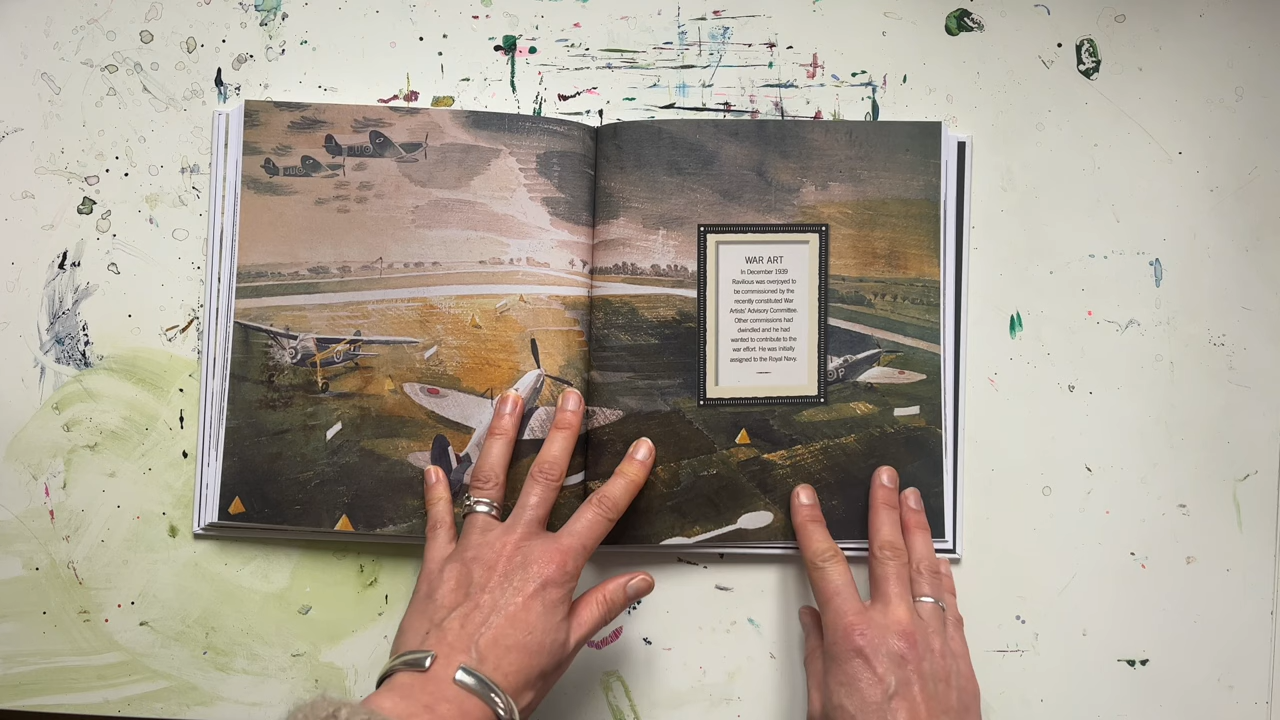 WAR ART
In December 1939
Ravilious was overjoyed to
be commissioned by the
recently constituted War
Artists' Advisory Committee.
Other commissions had
dwindled and he had
wanted to contribute to the
war effort. He was initially
assigned to the Royal Navy.